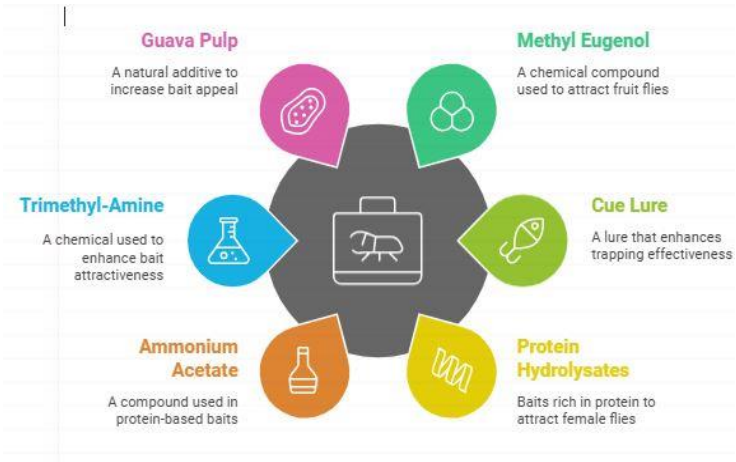 Guava Pulp
A natural additive to
increase bait appeal
Methyl Eugenol
A chemical compound
used to attract fruit flies
Trimethyl-Amine
A chemical used to
enhance bait
attractiveness
Cue Lure
A lure that enhances
trapping effectiveness
Ammonium
Acetate
A compound used in
protein-based baits
Protein
Hydrolysates
Baits rich in protein to
attract female flies